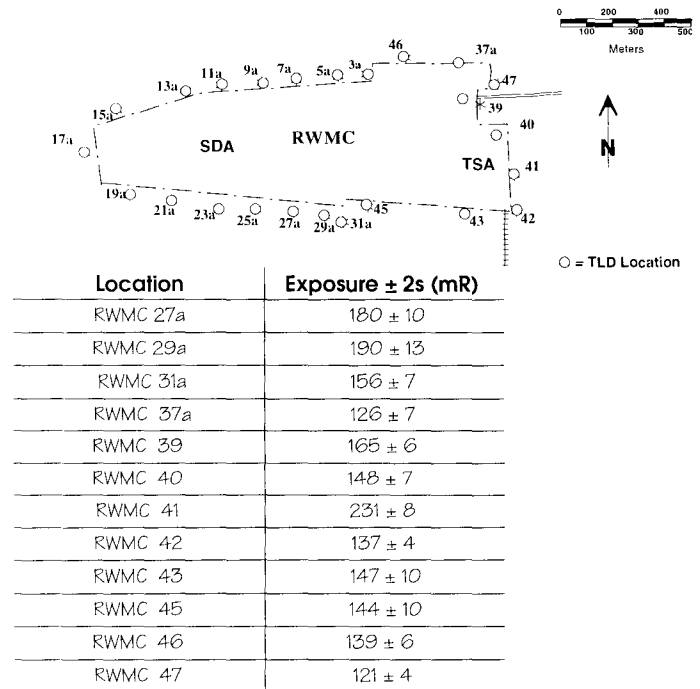 0 200 400
100 300 500
Meters
46
37a
3a
5a
7a
9a
11a
13a
47
15a
39
40
17a
SDA
RWMC
TSA
N
41
19a
21a
23a
25a
27a
29a
31a
45
43
42
= TLD Location
Location Exposure ± 2s (mR)
RWMC 27a 180 ± 10
RWMC 29a 190 ± 13
RWMC 31a 156 ± 7
RWMC 37a 126 ± 7
RWMC 39 165 ± 6
RWMC 40 148 ± 7
RWMC 41 231 ± 8
RWMC 42 137 ± 4
RWMC 43 147 ± 10
RWMC 45 144 ± 10
RWMC 46 139 ± 6
RWMC 47 121 ± 4